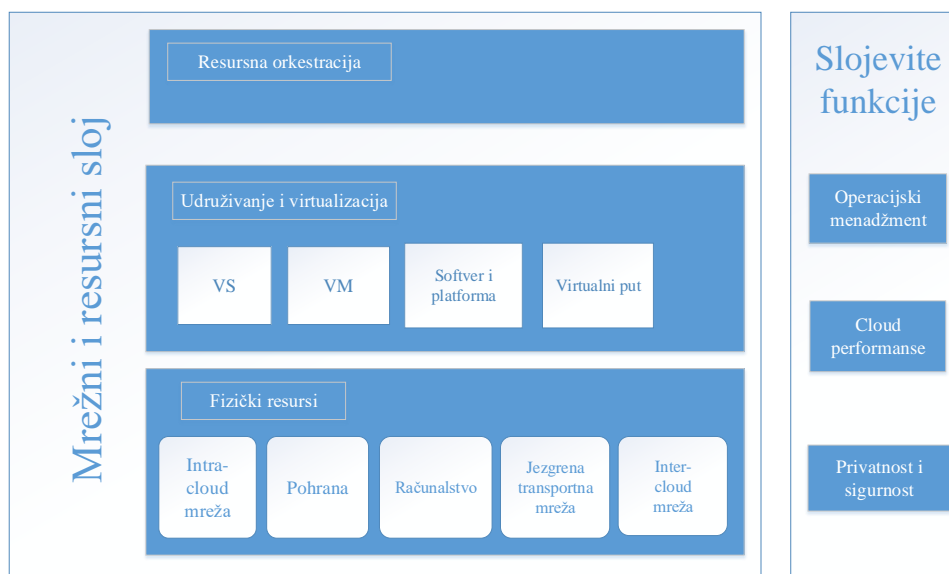 Mrežni i resursni sloj
Resursna orkestracija
Udruživanje i virtualizacija
VS
VM
Softver i
platforma
Virtualni put
Fizički resursi
Intra-
cloud
mreža
Pohrana
Računalstvo
Jezgrena
transportna
mreža
Inter-
cloud
mreža
Slojevite
funkcije
Operacijski
menadžment
Cloud
performanse
Privatnost i
sigurnost